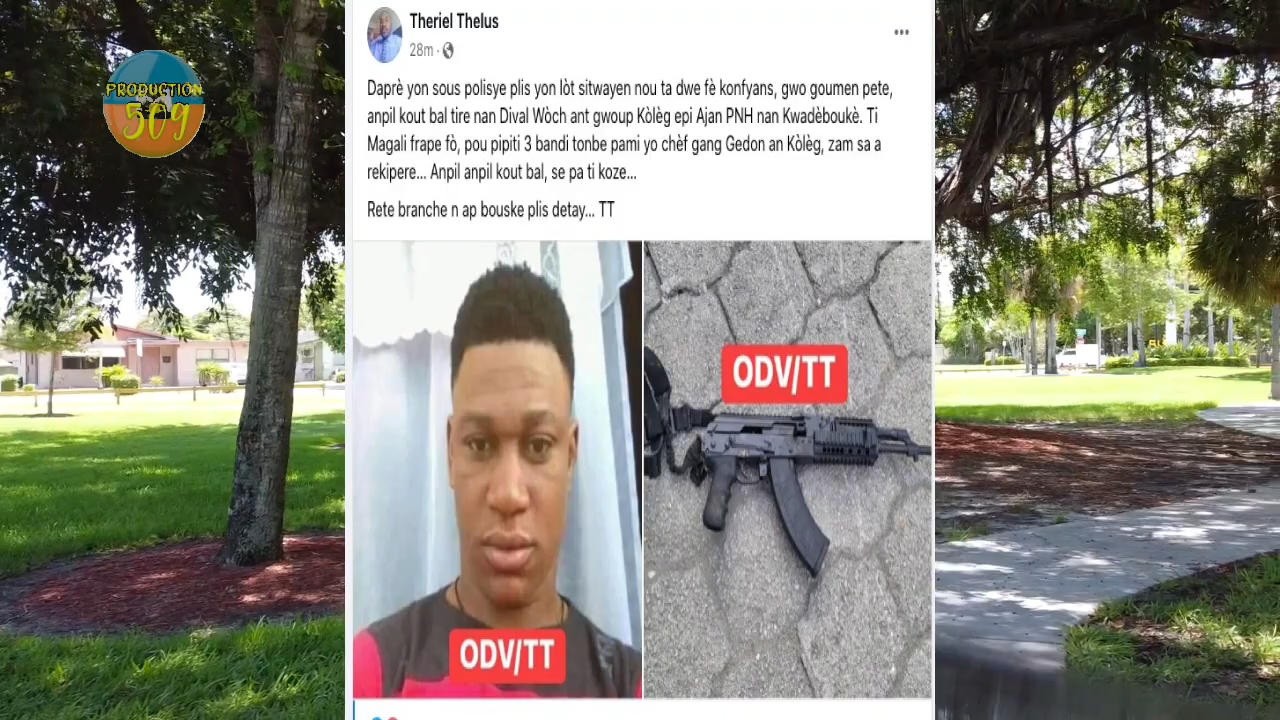 PRODUCTION
509
Theriel Thelus
28m ·
Daprè yon sous polisye plis yon lòt sitwayen nou ta dwe fè konfyans, gwo goumen pete,
anpil kout bal tire nan Dival Wòch ant gwoup Kòlèg epi Ajan PNH nan Kwadèboukè. Ti
Magali frape fò, pou pipiti 3 bandi tonbe pami yo chèf gang Gedon an Kòlèg, zam sa a
rekipere... Anpil anpil kout bal, se pa ti koze...
Rete branche n ap bouske plis detay... TT
ODV/TT
ODV/TT